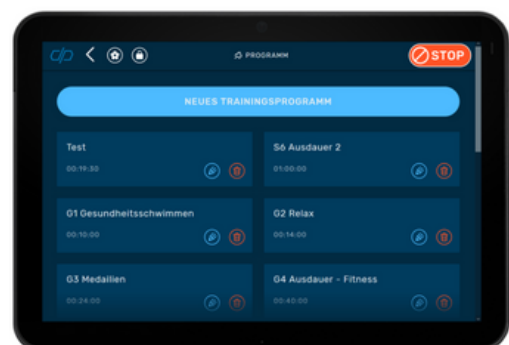 PROGRAMM
STOP
NEUES TRAININGSPROGRAMM
Test
00:19:30
S6 Ausdauer 2
01:00:00
G1 Gesundheitsschwimmen
00:10:00
G2 Relax
00:14:00
G3 Medaillen
00:24:00
G4 Ausdauer - Fitness
00:40:00